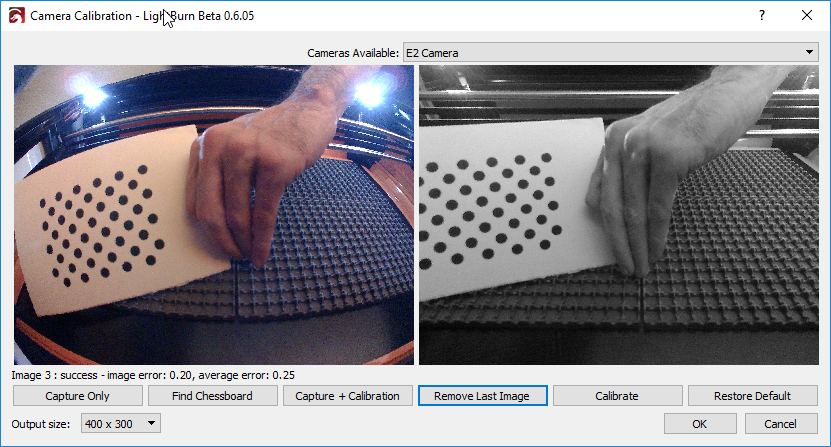 Camera Calibration - LightBurn Beta 0.6.05
Cameras Available: E2 Camera
Image 3 : success - image error: 0.20, average error: 0.25
Capture Only Find Chessboard Capture + Calibration Remove Last Image Calibrate Restore Default
Output size: 400 x 300 OK Cancel